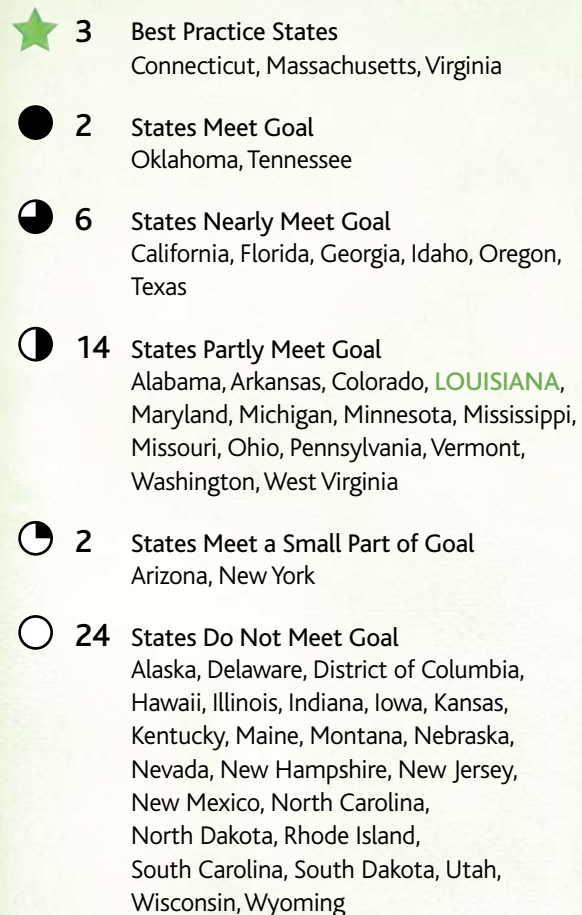 3 Best Practice States
Connecticut, Massachusetts, Virginia
2 States Meet Goal
Oklahoma, Tennessee
6 States Nearly Meet Goal
California, Florida, Georgia, Idaho, Oregon,
Texas
14 States Partly Meet Goal
Alabama, Arkansas, Colorado, LOUISIANA,
Maryland, Michigan, Minnesota, Mississippi,
Missouri, Ohio, Pennsylvania, Vermont,
Washington, West Virginia
2 States Meet a Small Part of Goal
Arizona, New York
24 States Do Not Meet Goal
Alaska, Delaware, District of Columbia,
Hawaii, Illinois, Indiana, Iowa, Kansas,
Kentucky, Maine, Montana, Nebraska,
Nevada, New Hampshire, New Jersey,
New Mexico, North Carolina,
North Dakota, Rhode Island,
South Carolina, South Dakota, Utah,
Wisconsin, Wyoming